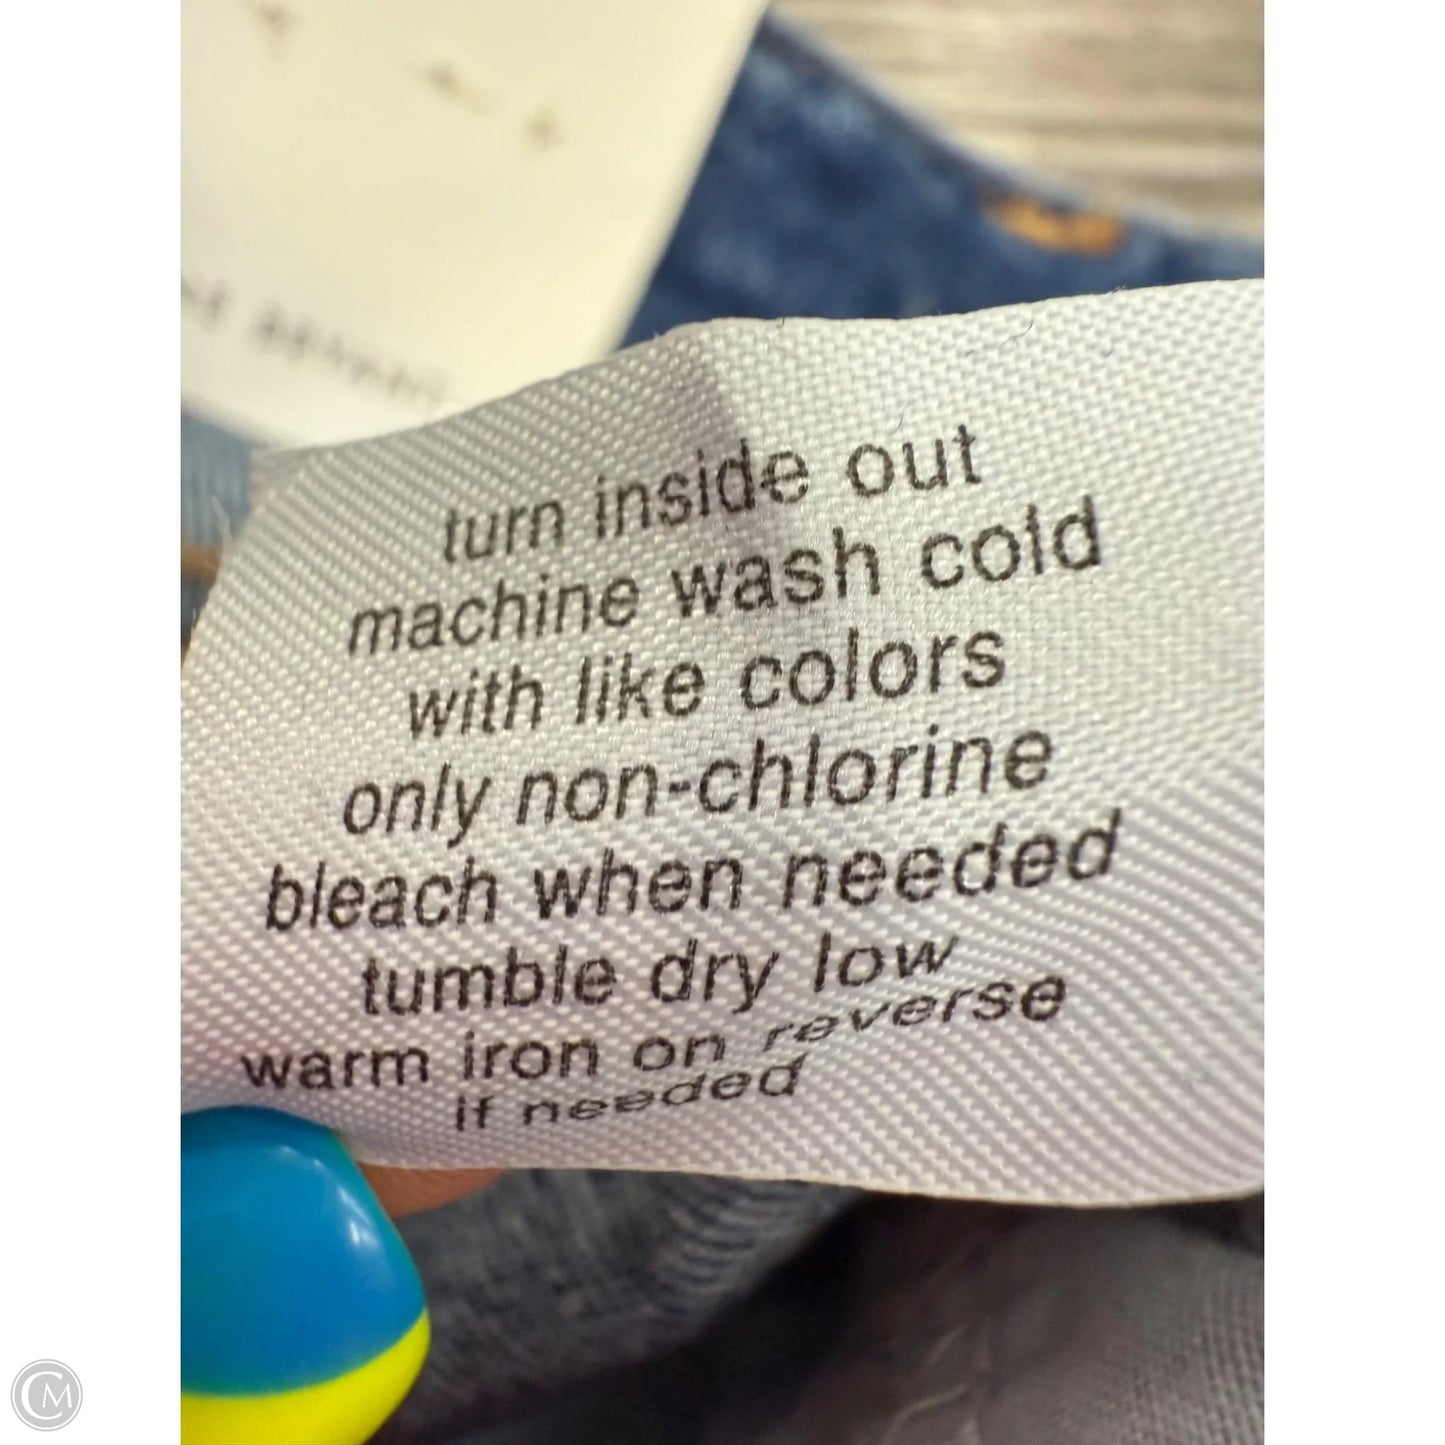 turn inside out
machine wash cold
with like colors
only non-chlorine
bleach when needed
tumble dry low
warm iron on reverse
if needed
CM